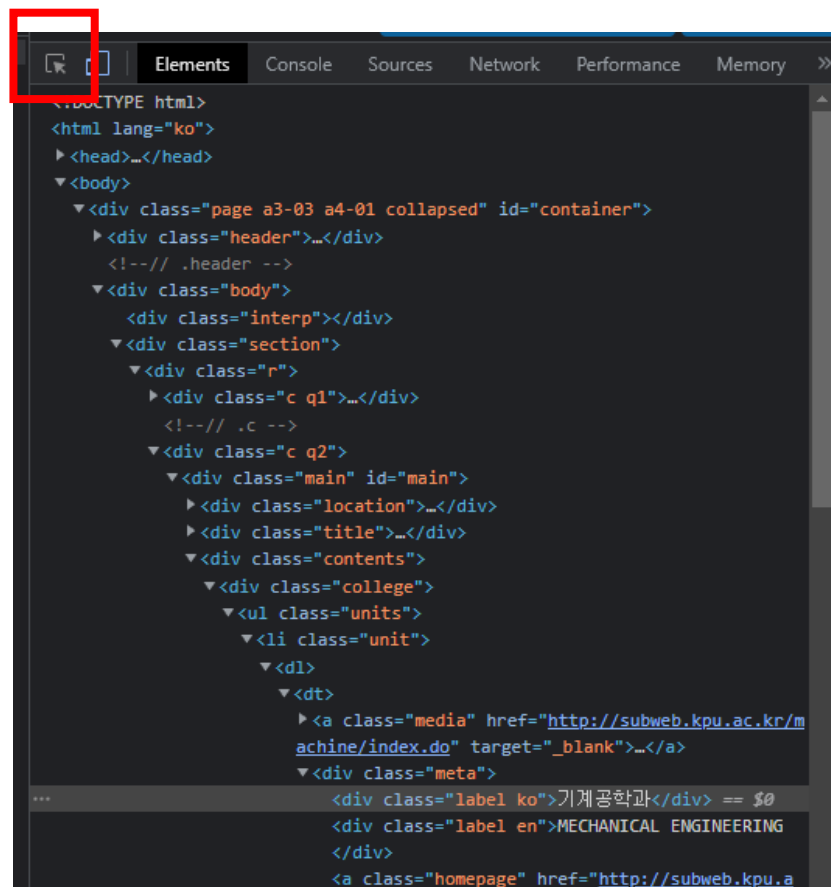 Elements Console Sources Network Performance Memory »
<!DOCTYPE html>
<html lang="ko">
<head>…</head>
<body>
<div class="page a3-03 a4-01 collapsed" id="container">
<div class="header">…</div>
<!--// .header -->
<div class="body">
<div class="interp"></div>
<div class="section">
<div class="r">
<div class="c q1">…</div>
<!--// .c -->
<div class="c q2">
<div class="main" id="main">
<div class="location">…</div>
<div class="title">…</div>
<div class="contents">
<div class="college">
<ul class="units">
<li class="unit">
<dl>
<dt>
<a class="media" href="http://subweb.kpu.ac.kr/m
achine/index.do" target="_blank">…</a>
<div class="meta">
… <div class="label ko">기계공학과</div> == $0
<div class="label en">MECHANICAL ENGINEERING
</div>
<a class="homepage" href="http://subweb.kpu.a